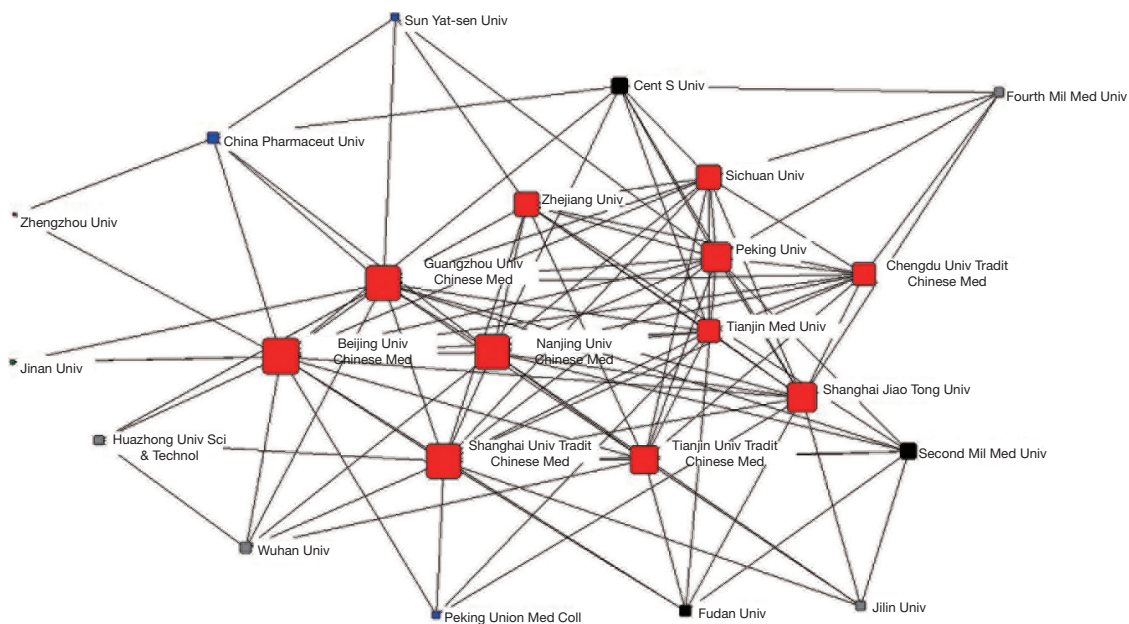 Sun Yat-sen Univ
Cent S Univ
Fourth Mil Med Univ
China Pharmaceut Univ
Sichuan Univ
Zhejiang Univ
Zhengzhou Univ
Peking Univ
Guangzhou Univ
Chinese Med
Chengdu Univ Tradit
Chinese Med
Tianjin Med Univ
Beijing Univ
Chinese Med
Nanjing Univ
Chinese Med
Jinan Univ
Shanghai Jiao Tong Univ
Huazhong Univ Sci
& Technol
Shanghai Univ Tradit
Chinese Med
Tianjin Univ Tradit
Chinese Med
Second Mil Med Univ
Wuhan Univ
Peking Union Med Coll
Fudan Univ
Jilin Univ